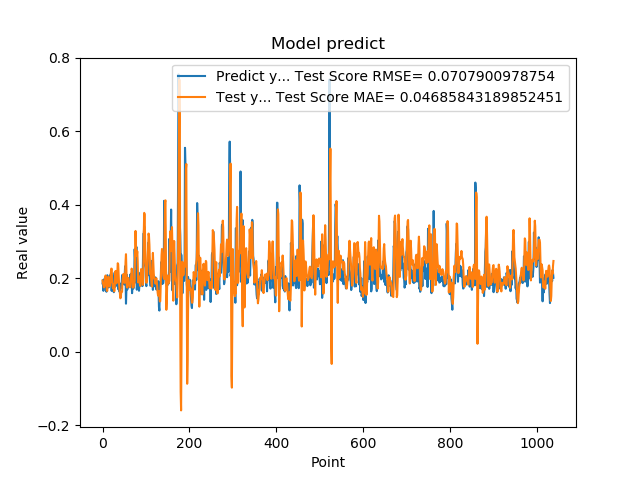 Model predict
Predict y... Test Score RMSE= 0.0707900978754
Test y... Test Score MAE= 0.04685843189852451
0.8
0.6
0.4
0.2
0.0
−0.2
Real value
0 200 400 600 800 1000
Point